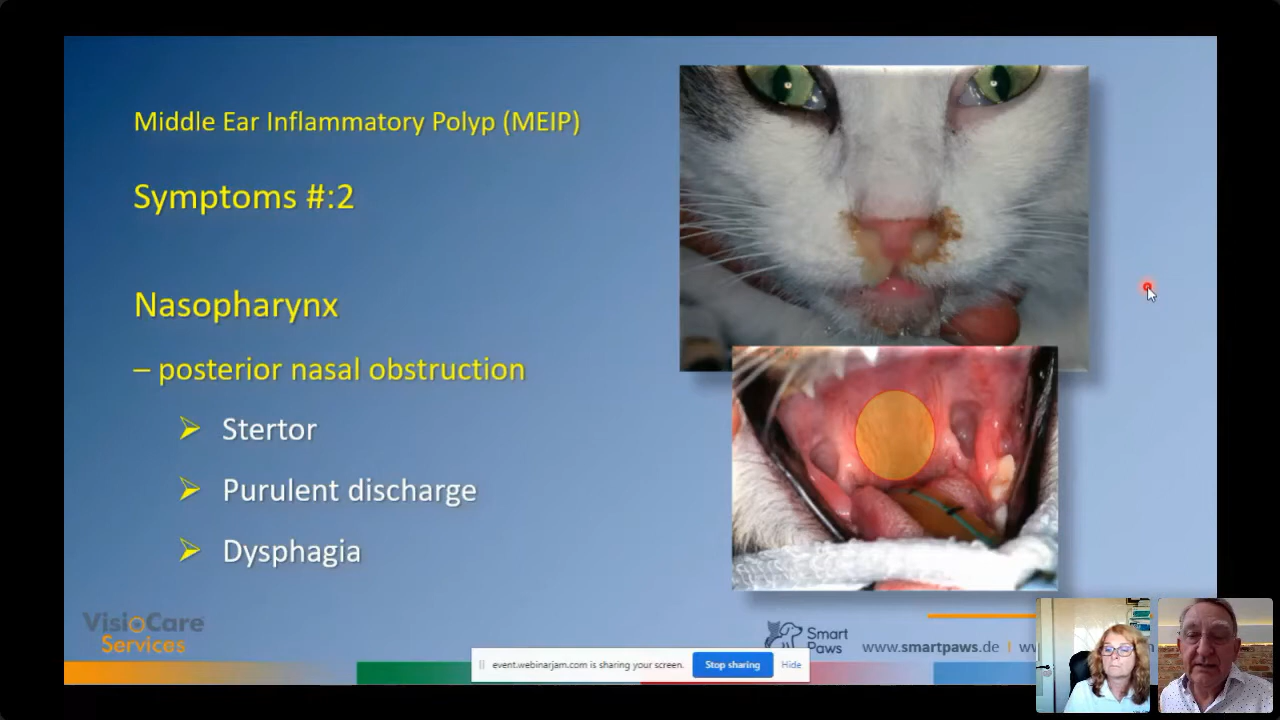 Middle Ear Inflammatory Polyp (MEIP)
Symptoms #:2
Nasopharynx
– posterior nasal obstruction
Stertor
Purulent discharge
Dysphagia
VisioCare
Services
Smart
Paws
www.smartpaws.de
event.webinarjam.com is sharing your screen.
Stop sharing
Hide